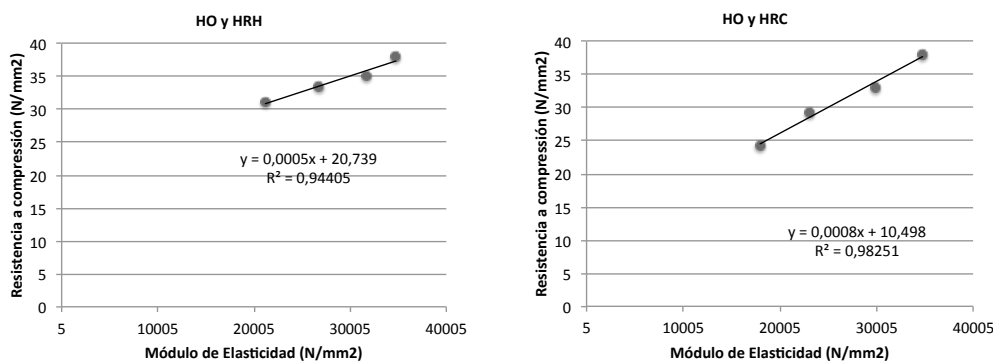 HO y HRH
Resistencia a compresión (N/mm2)
40
35
30
25
20
15
10
5
0
y = 0,0005x + 20,739
R² = 0,94405
5
10005
20005
30005
40005
Módulo de Elasticidad (N/mm2)
HO y HRC
Resistencia a compresión (N/mm2)
40
35
30
25
20
15
10
5
0
y = 0,0008x + 10,498
R² = 0,98251
5
10005
20005
30005
40005
Módulo de Elasticidad (N/mm2)